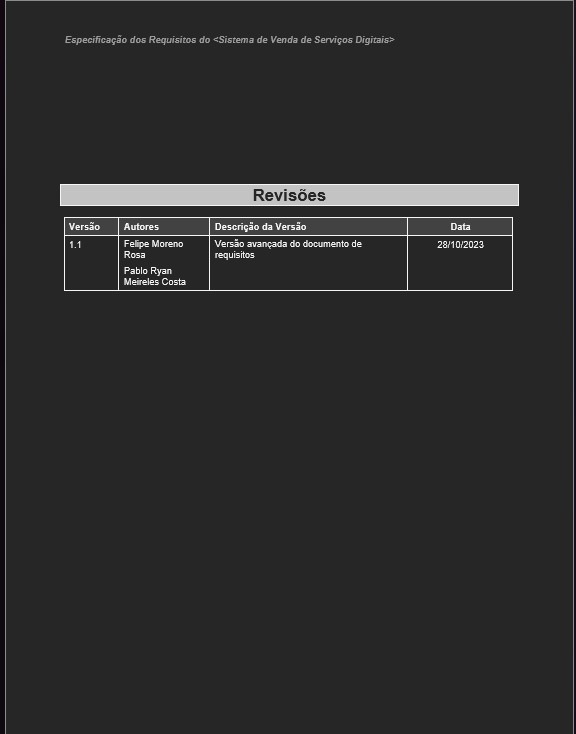 Especificação dos Requisitos do <Sistema de Venda de Serviços Digitais>
Revisões
Versão Autores Descrição da Versão Data
1.1 Felipe Moreno Versão avançada do documento de 28/10/2023
Rosa requisitos
Pablo Ryan
Meireles Costa